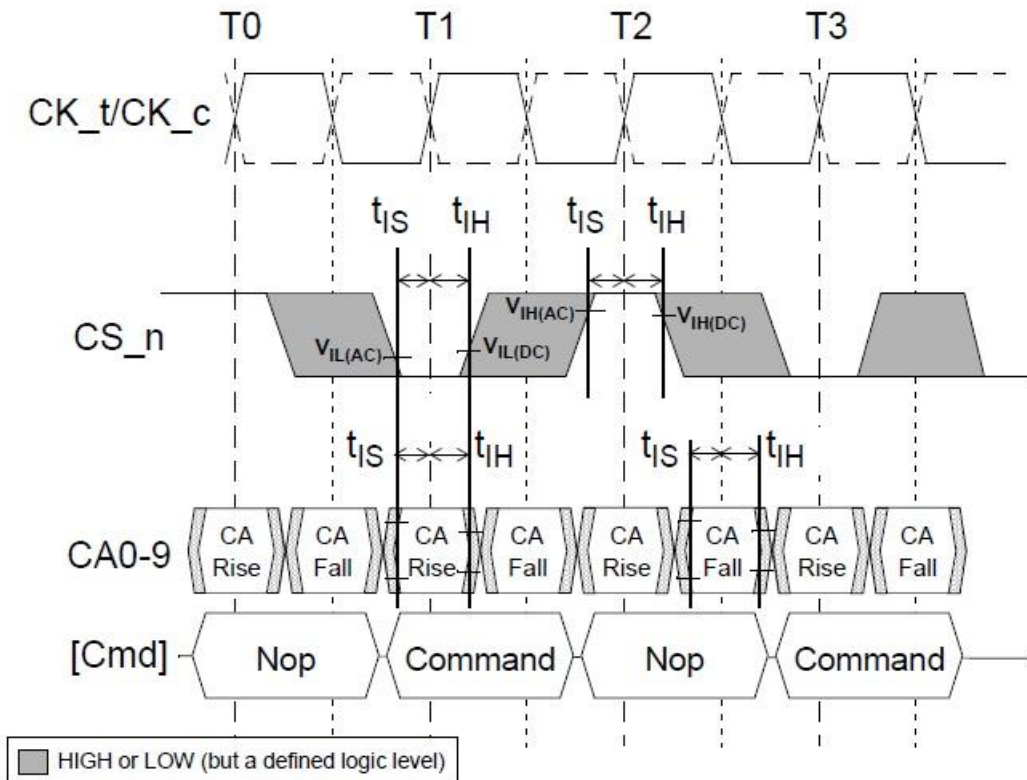 T0 T1 T2 T3
CK_t/CK_c
tIS tIH tIS tIH
CS_n
VIL(AC) VIL(DC) VIH(AC) VIH(DC)
tIS tIH tIS tIH
CA0-9
CA Rise CA Fall CA Rise CA Fall CA Rise CA Fall CA Rise CA Fall
[Cmd] Nop Command Nop Command
HIGH or LOW (but a defined logic level)